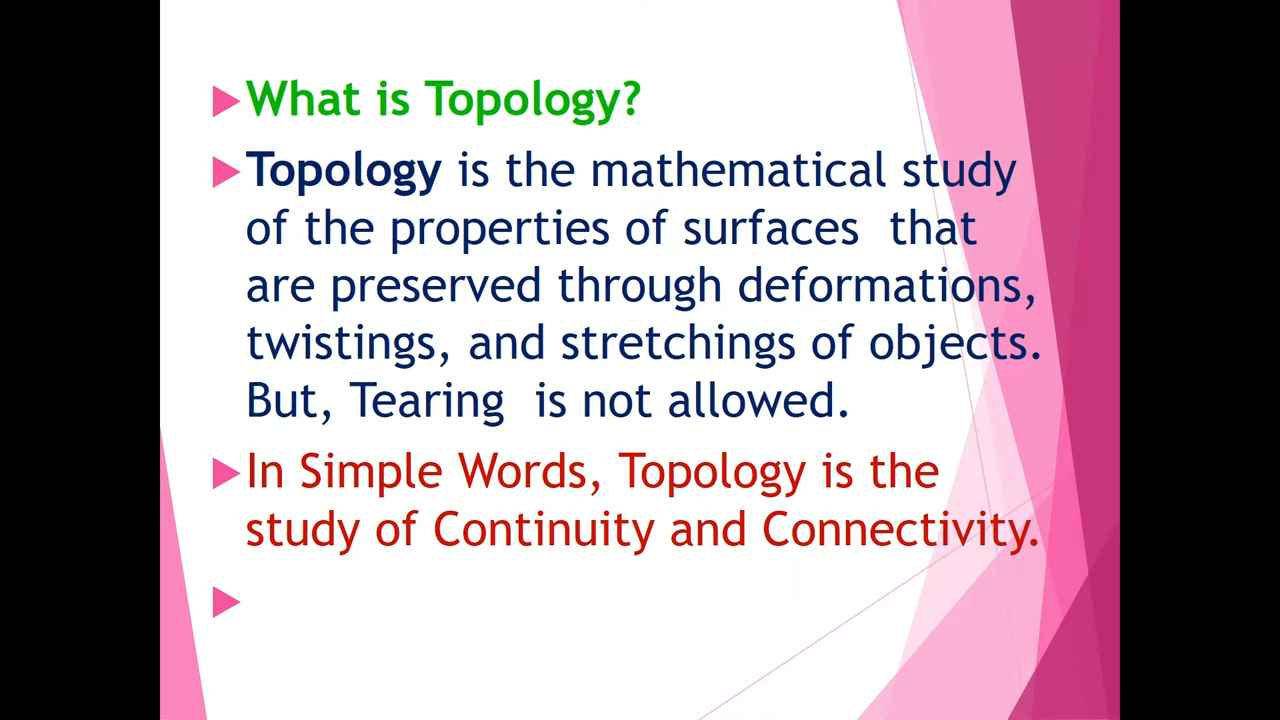 What is Topology?
Topology is the mathematical study
of the properties of surfaces  that
are preserved through deformations,
twistings, and stretchings of objects.
But, Tearing  is not allowed.
In Simple Words, Topology is the
study of Continuity and Connectivity.